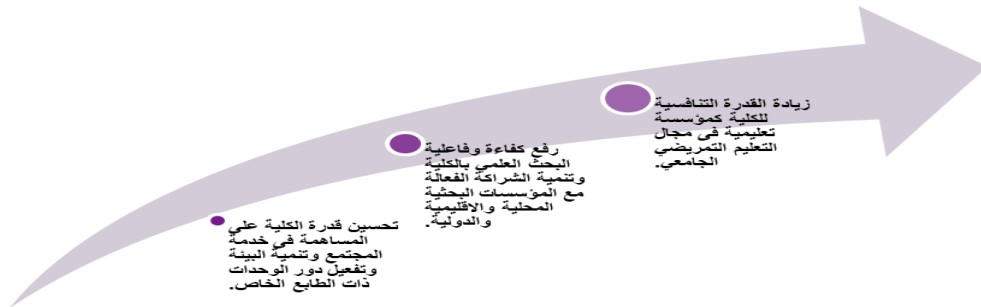 زيادة القدرة التنافسية
للكلية كمؤسسة
تعليمية في مجال
التعليم التمريضي
الجامعي.
رفع كفاءة وفاعلية
البحث العلمي بالكلية
وتنمية الشراكة الفعالة
مع المؤسسات البحثية
المحلية والاقليمية
والدولية.
تحسين قدرة الكلية على
المساهمة في خدمة
المجتمع وتنمية البيئة
وتفعيل دور الوحدات
ذات الطابع الخاص.